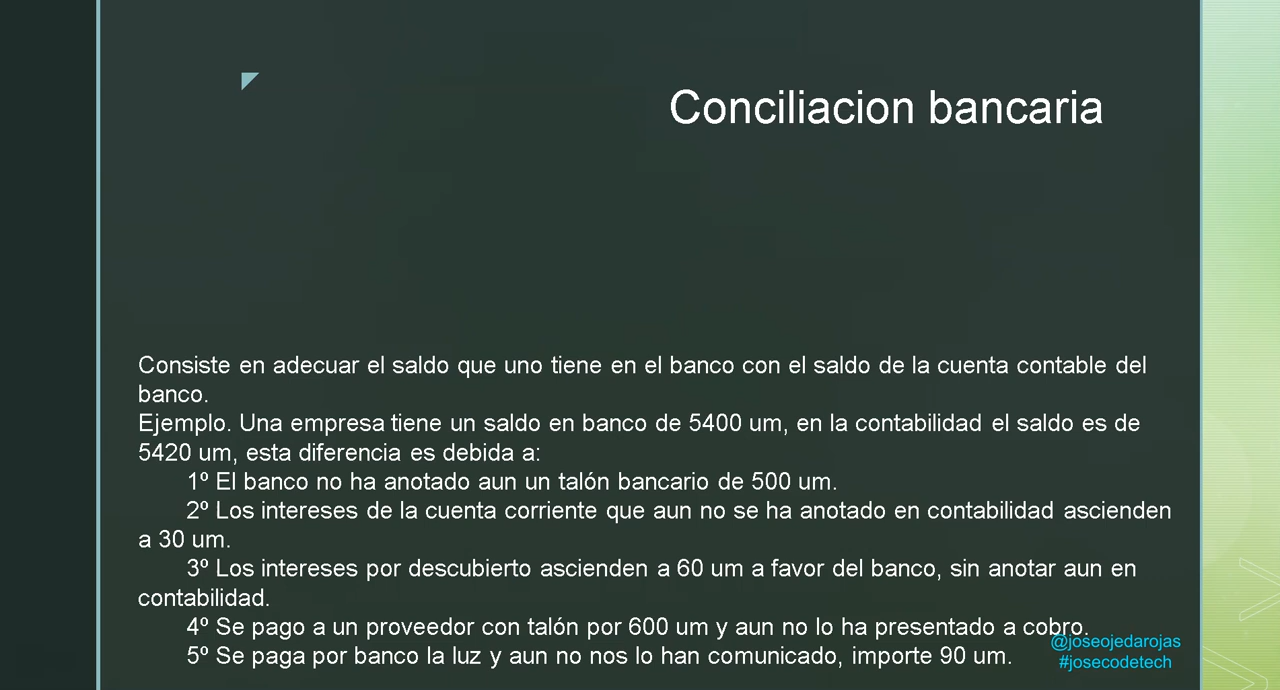 Conciliacion bancaria
Consiste en adecuar el saldo que uno tiene en el banco con el saldo de la cuenta contable del
banco.
Ejemplo. Una empresa tiene un saldo en banco de 5400 um, en la contabilidad el saldo es de
5420 um, esta diferencia es debida a:
1º El banco no ha anotado aun un talón bancario de 500 um.
2º Los intereses de la cuenta corriente que aun no se ha anotado en contabilidad ascienden
a 30 um.
3º Los intereses por descubierto ascienden a 60 um a favor del banco, sin anotar aun en
contabilidad.
4º Se pago a un proveedor con talón por 600 um y aun no lo ha presentado a cobro.
5º Se paga por banco la luz y aun no nos lo han comunicado, importe 90 um.
@joseojedarojas
#josecodetech